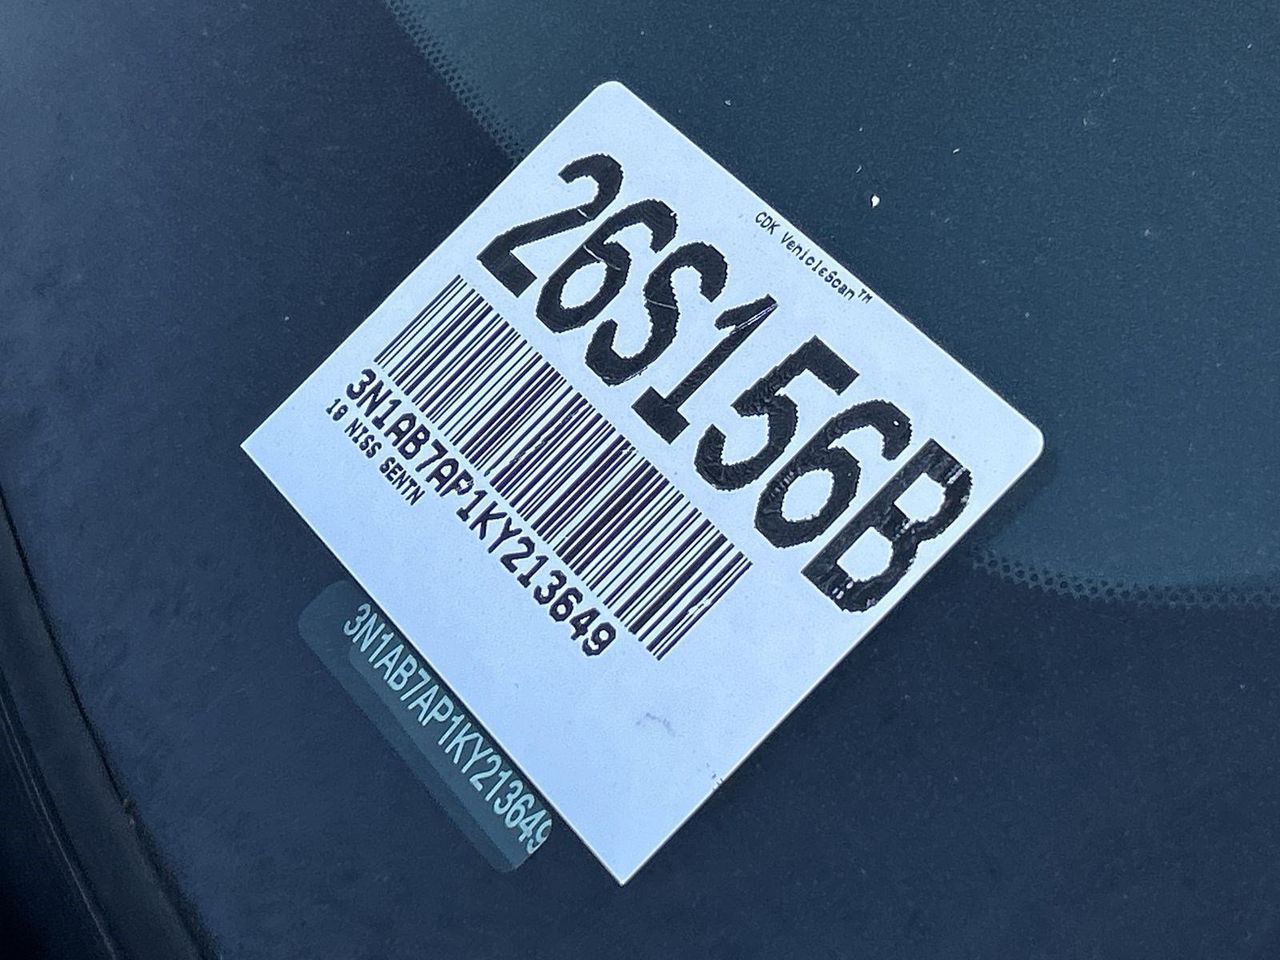 CDK VehicleScan™
26S156B
3N1AB7AP1KY213649
19 NISS SENTN
3N1AB7AP1KY213649